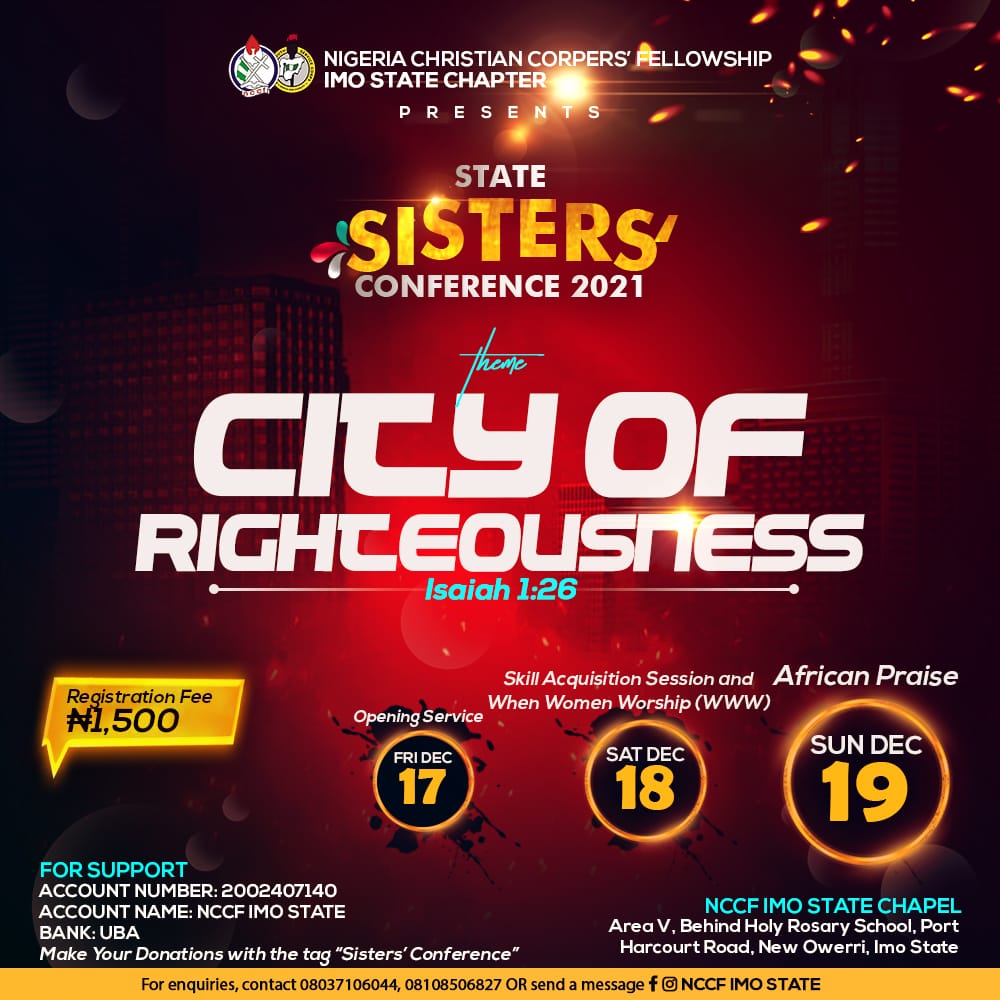 NIGERIA CHRISTIAN CORPERS' FELLOWSHIP
IMO STATE CHAPTER
PRESENTS
STATE
SISTERS'
CONFERENCE 2021
theme
CITY OF
RIGHTEOUSNESS
Isaiah 1:26
Registration Fee
₦1,500
Opening Service
FRI DEC
17
Skill Acquisition Session and
When Women Worship (WWW)
SAT DEC
18
African Praise
SUN DEC
19
FOR SUPPORT
ACCOUNT NUMBER: 2002407140
ACCOUNT NAME: NCCF IMO STATE
BANK: UBA
Make Your Donations with the tag "Sisters' Conference"
NCCF IMO STATE CHAPEL
Area V, Behind Holy Rosary School, Port
Harcourt Road, New Owerri, Imo State
For enquiries, contact 08037106044, 08108506827 OR send a message f NCCF IMO STATE